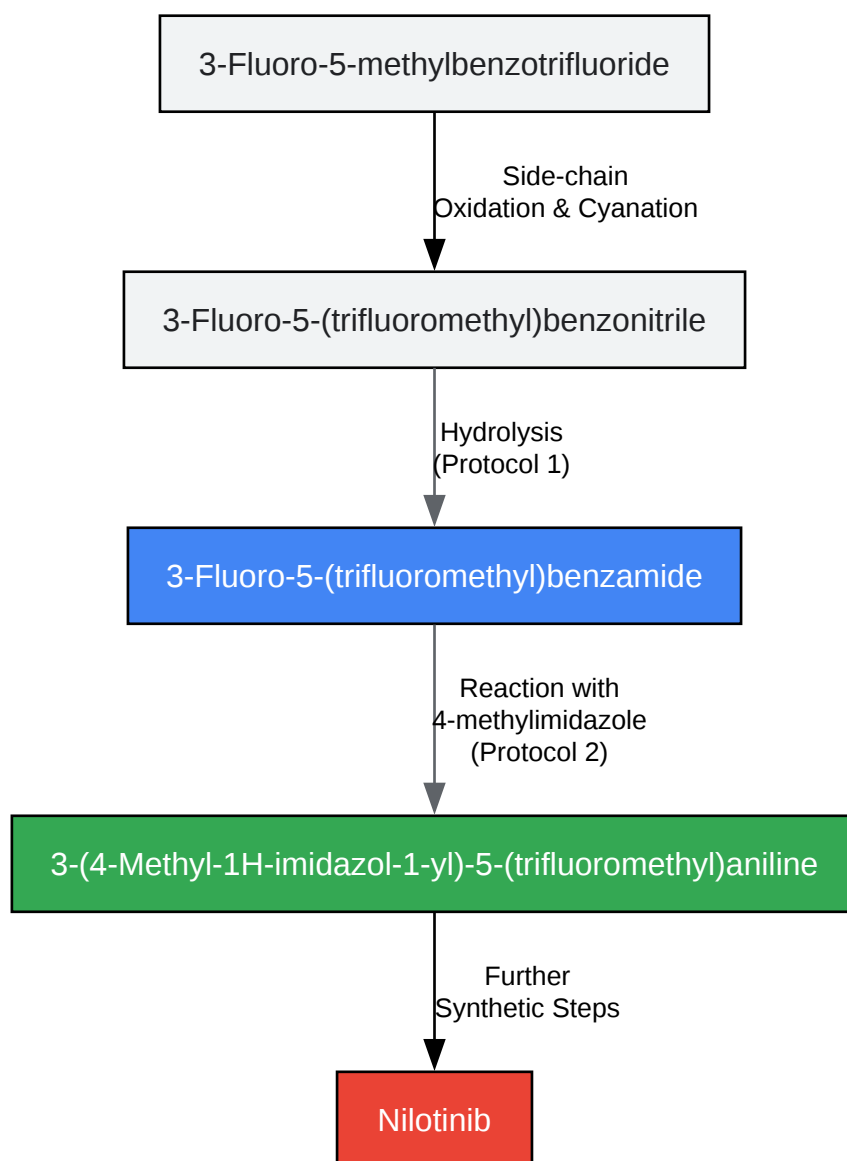 3-Fluoro-5-methylbenzotrifluoride
Side-chain
Oxidation & Cyanation
3-Fluoro-5-(trifluoromethyl)benzonitrile
Hydrolysis
(Protocol 1)
3-Fluoro-5-(trifluoromethyl)benzamide
Reaction with
4-methylimidazole
(Protocol 2)
3-(4-Methyl-1H-imidazol-1-yl)-5-(trifluoromethyl)aniline
Further
Synthetic Steps
Nilotinib